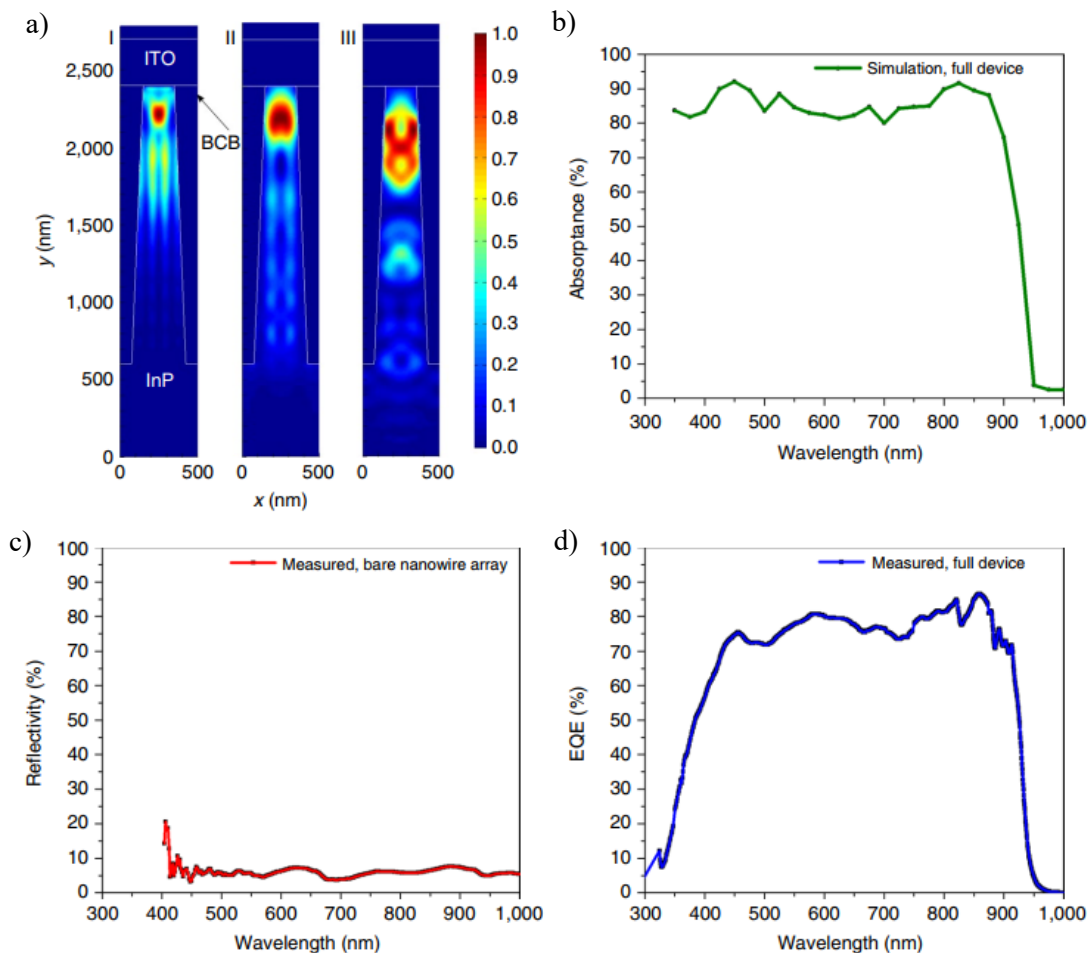 a)
I
II
III
ITO
BCB
InP
2,500
2,000
1,500
1,000
500
0
y (nm)
0
500
0
500
0
500
x (nm)
1.0
0.9
0.8
0.7
0.6
0.5
0.4
0.3
0.2
0.1
0.0
b)
Simulation, full device
100
90
80
70
60
50
40
30
20
10
0
Absorptance (%)
300 400 500 600 700 800 900 1,000
Wavelength (nm)
c)
Measured, bare nanowire array
100
90
80
70
60
50
40
30
20
10
0
Reflectivity (%)
300 400 500 600 700 800 900 1,000
Wavelength (nm)
d)
Measured, full device
100
90
80
70
60
50
40
30
20
10
0
EQE (%)
300 400 500 600 700 800 900 1,000
Wavelength (nm)